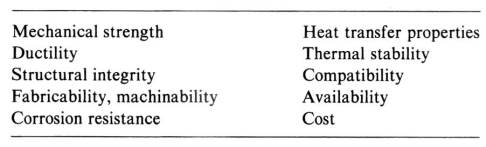 Mechanical strength Heat transfer properties
Ductility Thermal stability
Structural integrity Compatibility
Fabricability, machinability Availability
Corrosion resistance Cost